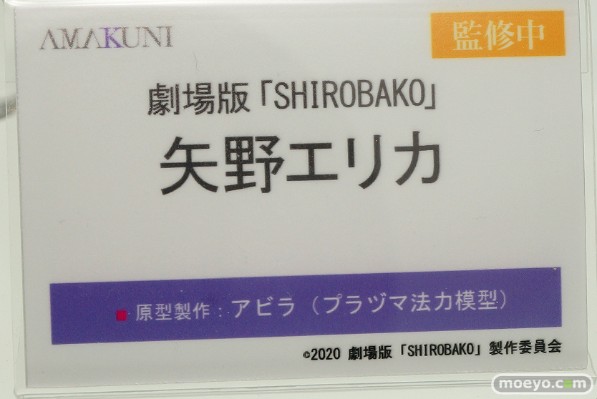 AMAKUNI
監修中
劇場版「SHIROBAKO」
矢野エリカ
■原型製作：アビラ（プラヅマ法力模型）
©2020 劇場版「SHIROBAKO」製作委員会
moeyo.com